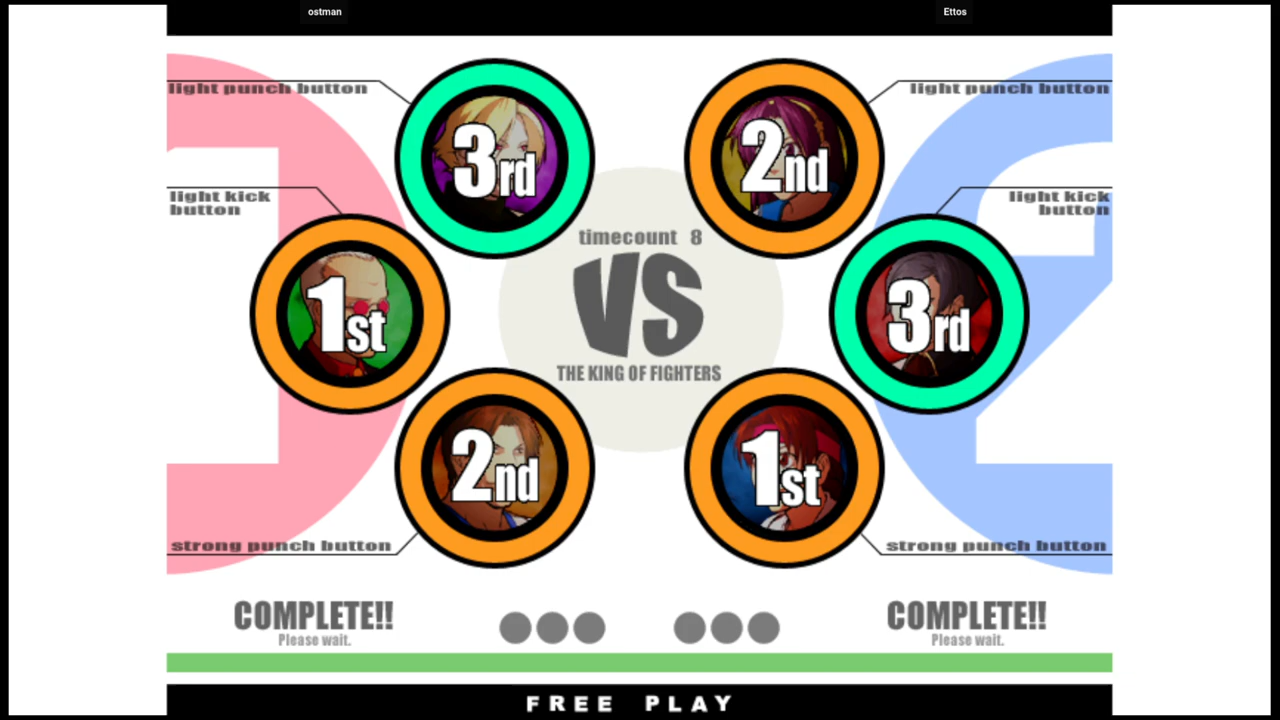 ostman
Ettos
light punch button
light punch button
3rd
2nd
light kick
button
light kick
button
timecount 8
VS
THE KING OF FIGHTERS
1st
3rd
2nd
1st
strong punch button
strong punch button
COMPLETE!!
Please wait.
COMPLETE!!
Please wait.
FREE PLAY